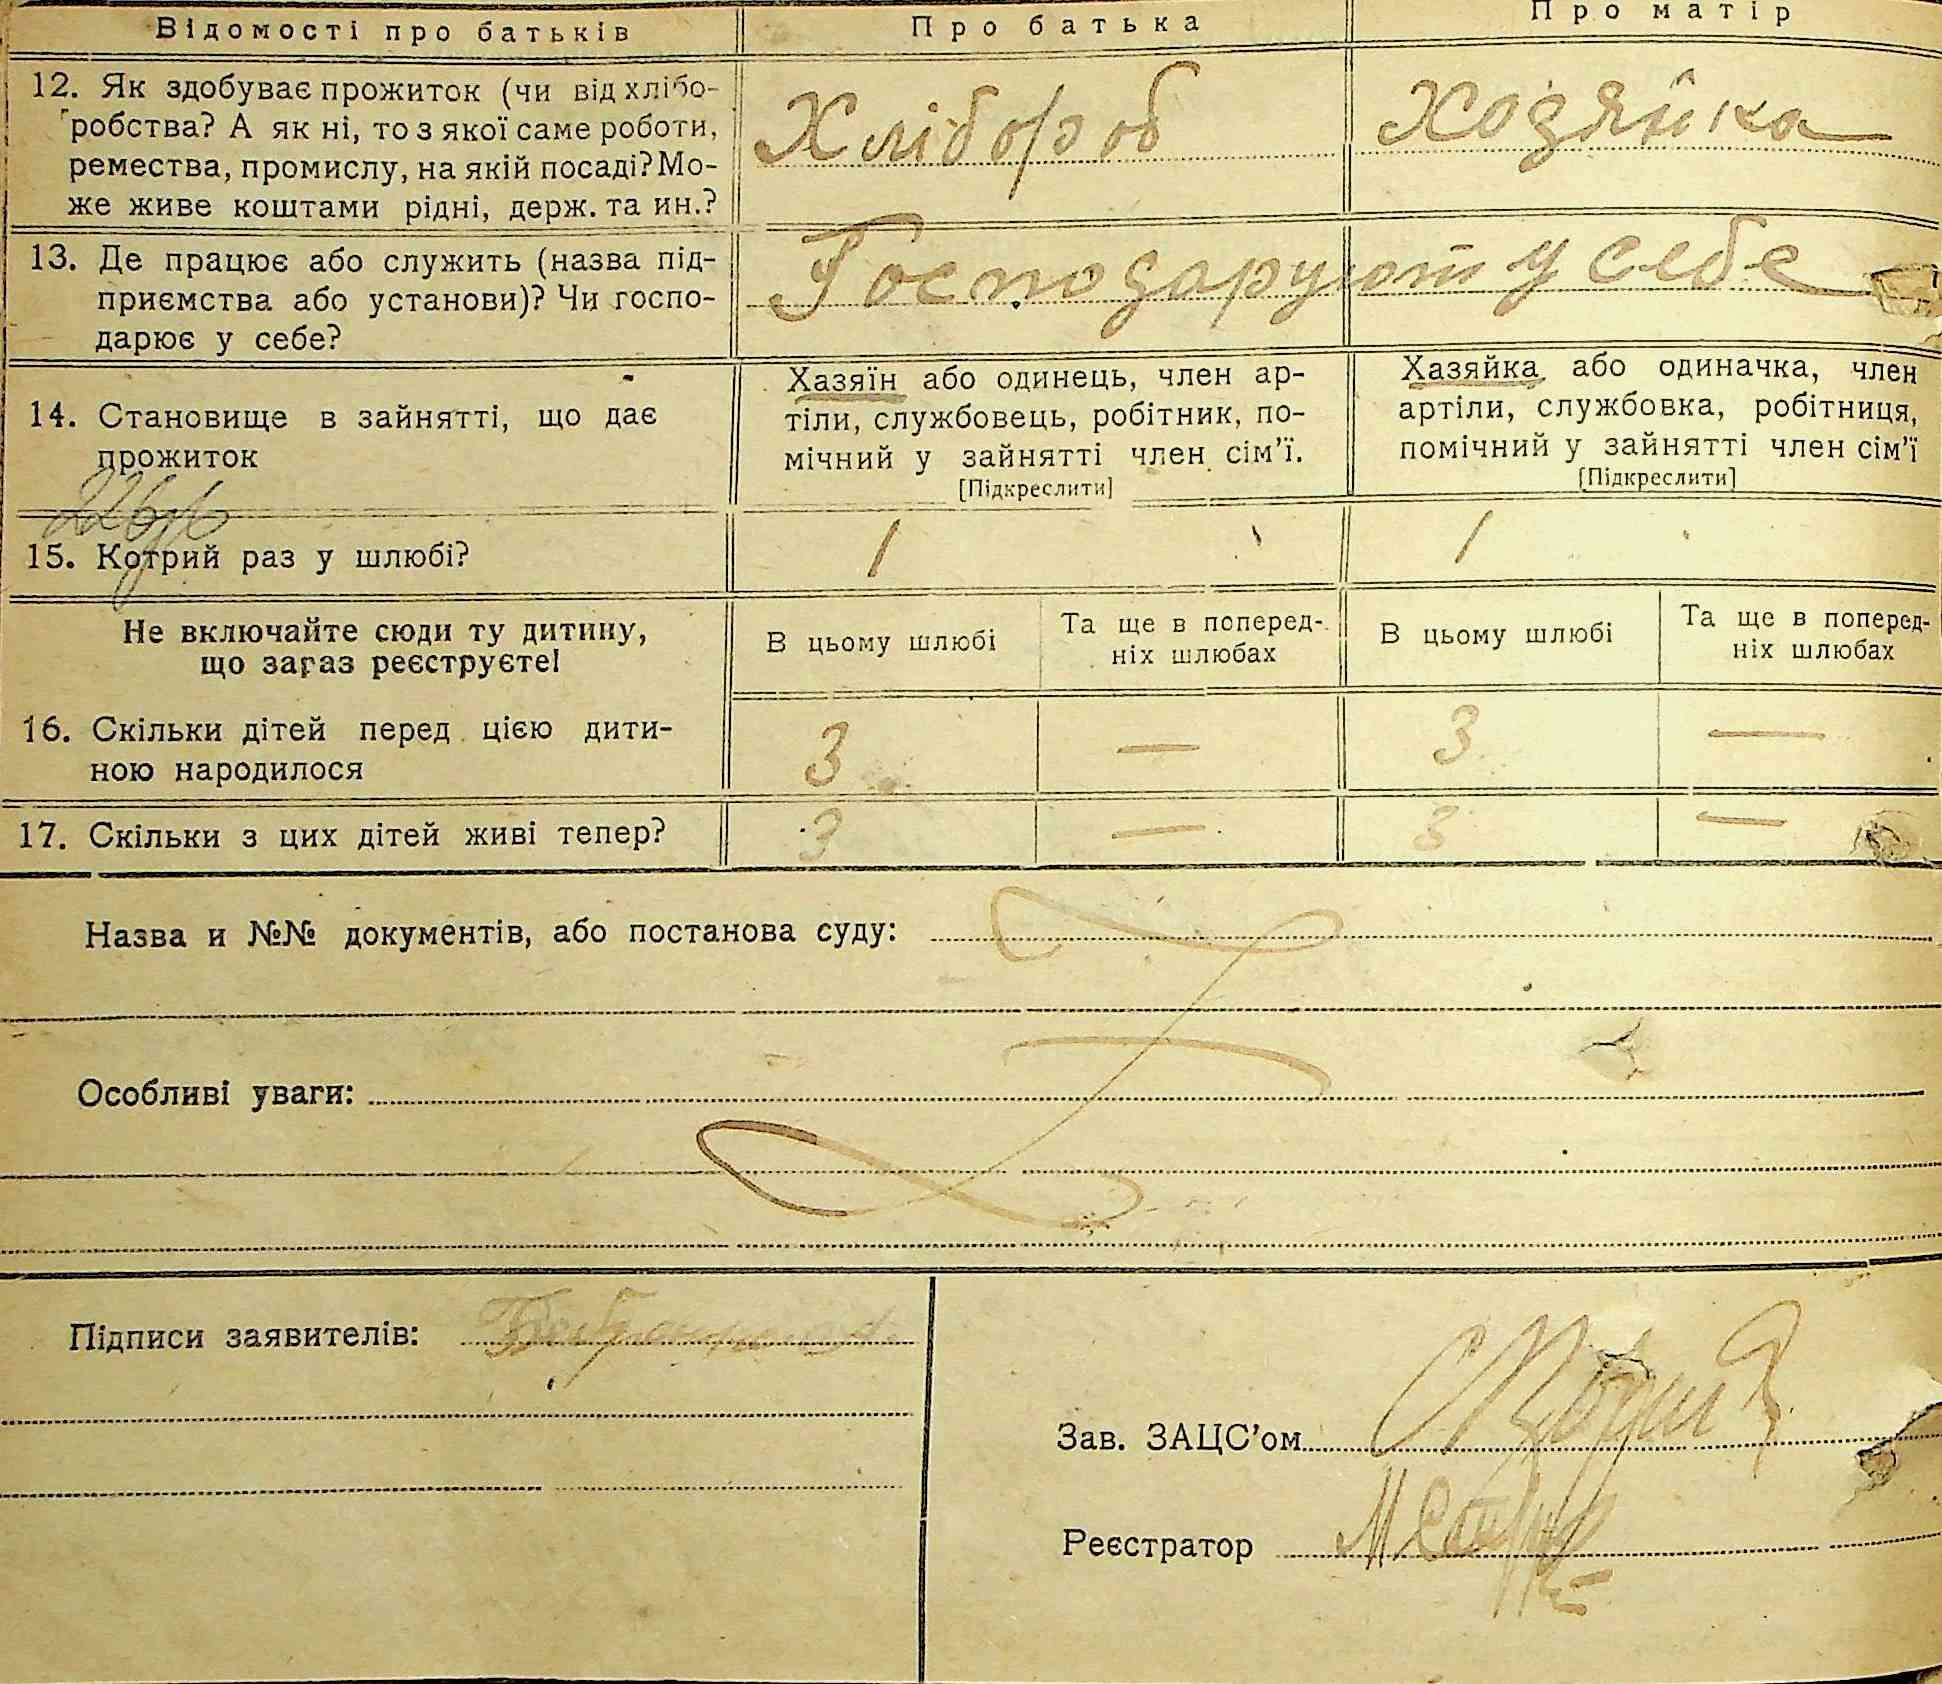 Відомості про батьків Про батька Про матір
12. Як здобуває прожиток (чи від хлібо- Хлібороб Хозяйка
робства? А як ні, то з якої саме роботи,
ремества, промислу, на якій посаді? Мо-
же живе коштами рідні, держ. та ин.?
13. Де працює або служить (назва під- Господарують у себе
приємства або установи)? Чи госпо-
дарює у себе?
14. Становище в зайнятті, що дає
прожиток
Хазяїн або одинець, член ар-
тіли, службовець, робітник, по-
мічний у зайнятті член сім'ї.
[Підкреслити]
Хазяйка або одиначка, член
артіли, службовка, робітниця,
помічний у зайнятті член сім'ї
[Підкреслити]
15. Котрий раз у шлюбі? 1 1
Не включайте сюди ту дитину,
що зараз реєструєте!
В цьому шлюбі
Та ще в поперед-
ніх шлюбах
В цьому шлюбі
Та ще в поперед-
ніх шлюбах
16. Скільки дітей перед цією дити- 3 — 3 —
ною народилося
17. Скільки з цих дітей живі тепер? 3 — 3 —
Назва и №№ документів, або постанова суду:
Особливі уваги:
Підписи заявителів:
Зав. ЗАЦС'ом
Реєстратор